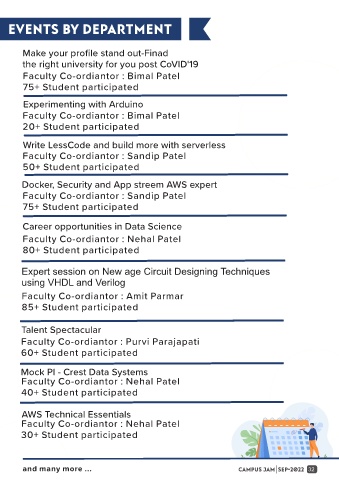 EVENTS BY DEPARTMENT
Make your profile stand out-Finad
the right university for you post CoVID'19
Faculty Co-ordiantor : Bimal Patel
75+ Student participated
Experimenting with Arduino
Faculty Co-ordiantor : Bimal Patel
20+ Student participated
Write LessCode and build more with serverless
Faculty Co-ordiantor : Sandip Patel
50+ Student participated
Docker, Security and App streem AWS expert
Faculty Co-ordiantor : Sandip Patel
75+ Student participated
Career opportunities in Data Science
Faculty Co-ordiantor : Nehal Patel
80+ Student participated
Expert session on New age Circuit Designing Techniques
using VHDL and Verilog
Faculty Co-ordiantor : Amit Parmar
85+ Student participated
Talent Spectacular
Faculty Co-ordiantor : Purvi Parajapati
60+ Student participated
Mock PI - Crest Data Systems
Faculty Co-ordiantor : Nehal Patel
40+ Student participated
AWS Technical Essentials
Faculty Co-ordiantor : Nehal Patel
30+ Student participated
and many more ...
CAMPUS JAM|SEP-2022 12